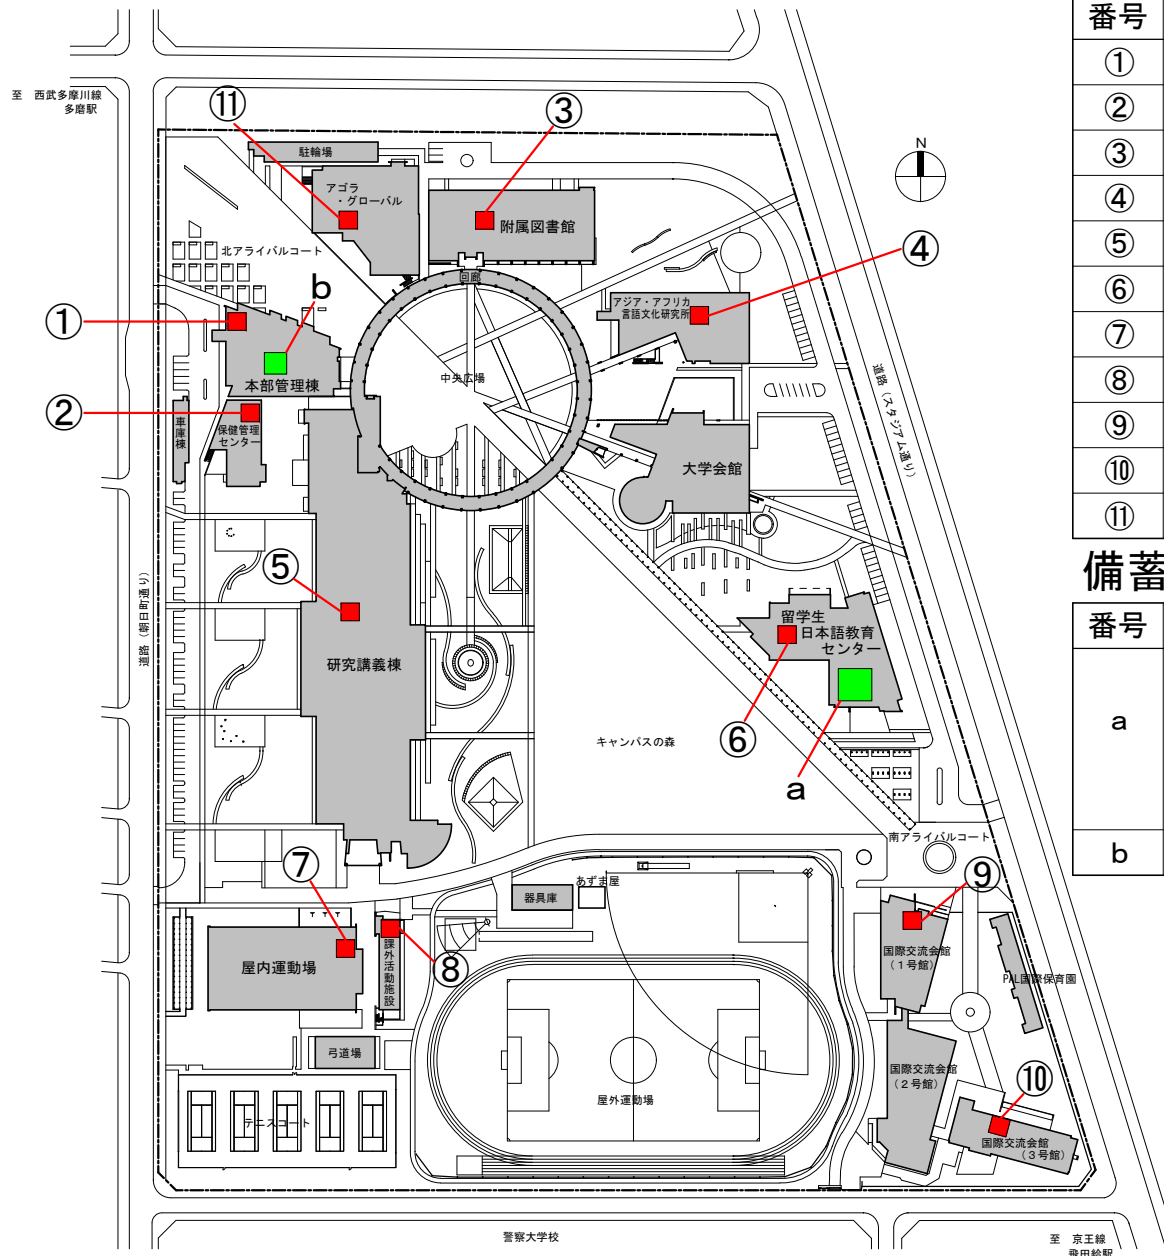 番号
①
②
③
④
⑤
⑥
⑦
⑧
⑨
⑩
⑪
備蓄
番号
a
b
至 西武多摩川線
多磨駅
⑪
③
N
駐輪場
アゴラ
・グローバル
附属図書館
北アライバルコート
回廊
④
b
アジア・アフリカ
言語文化研究所
①
本部管理棟
中央広場
道路(スタジアム通り)
②
車庫棟
保健管理
センター
大学会館
⑤
道路(朝日町通り)
研究講義棟
留学生
日本語教育
センター
⑥
a
キャンパスの森
南アライバルコート
⑦
あずま屋
器具庫
⑨
屋内運動場
課外活動施設
⑧
国際交流会館
(1号館)
PAL国際保育園
弓道場
国際交流会館
(2号館)
⑩
テニスコート
屋外運動場
国際交流会館
(3号館)
警察大学校
至 京王線
飛田給駅